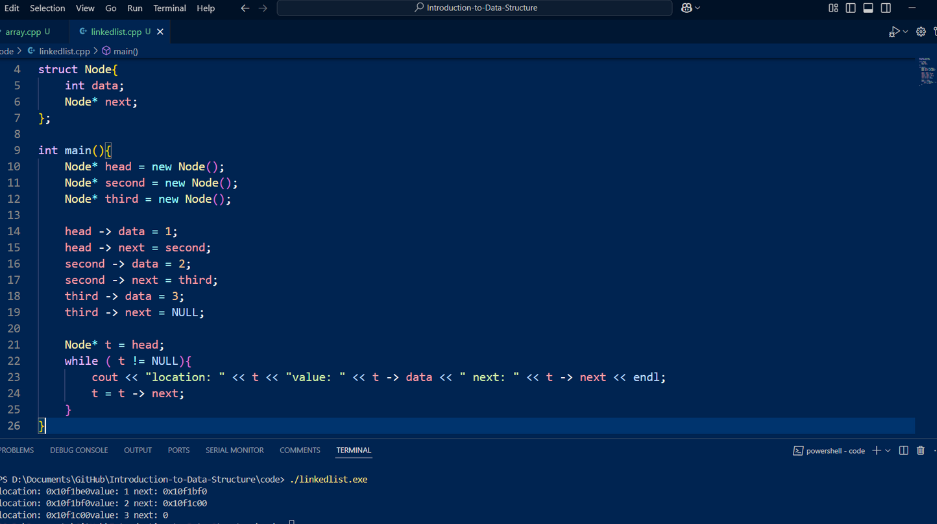 Edit Selection View Go Run Terminal Help Introduction-to-Data-Structure
array.cpp U linkedlist.cpp U
linkedlist.cpp > main()
4 struct Node{
5 int data;
6 Node* next;
7 };
8
9 int main(){
10 Node* head = new Node();
11 Node* second = new Node();
12 Node* third = new Node();
13
14 head -> data = 1;
15 head -> next = second;
16 second -> data = 2;
17 second -> next = third;
18 third -> data = 3;
19 third -> next = NULL;
20
21 Node* t = head;
22 while ( t != NULL){
23 cout << "location: " << t << "value: " << t -> data << " next: " << t -> next << endl;
24 t = t -> next;
25 }
26 }
PROBLEMS DEBUG CONSOLE OUTPUT PORTS SERIAL MONITOR COMMENTS TERMINAL powershell - code
PS D:\Documents\GitHub\Introduction-to-Data-Structure\code> ./linkedlist.exe
location: 0x10f1be0value: 1 next: 0x10f1bf0
location: 0x10f1bf0value: 2 next: 0x10f1c00
location: 0x10f1c00value: 3 next: 0